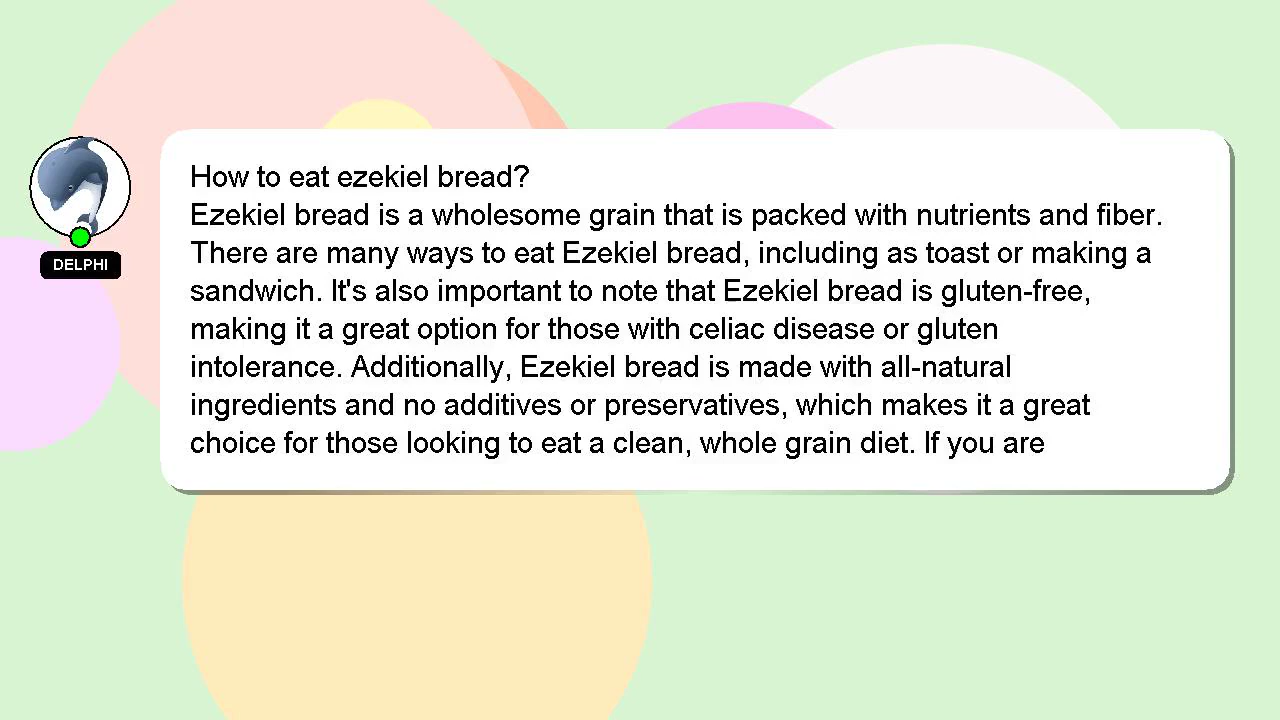 How to eat ezekiel bread?
Ezekiel bread is a wholesome grain that is packed with nutrients and fiber.
There are many ways to eat Ezekiel bread, including as toast or making a
sandwich. It's also important to note that Ezekiel bread is gluten-free,
making it a great option for those with celiac disease or gluten
intolerance. Additionally, Ezekiel bread is made with all-natural
ingredients and no additives or preservatives, which makes it a great
choice for those looking to eat a clean, whole grain diet. If you are
DELPHI